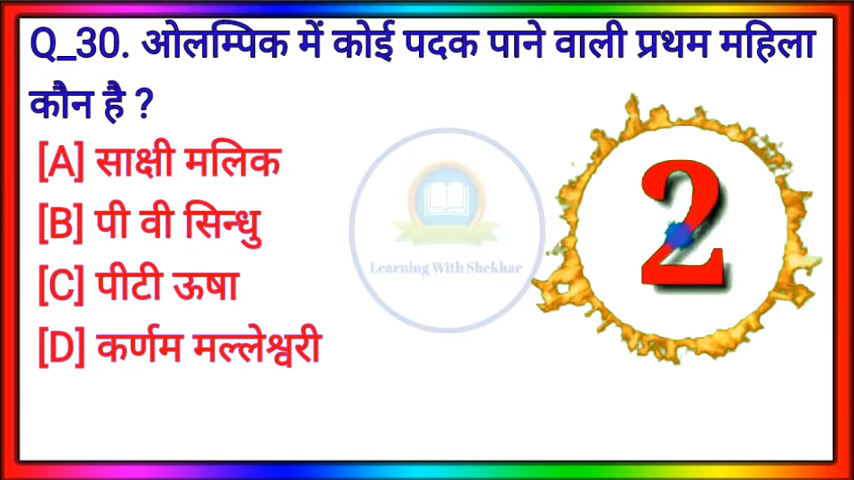 Q_30. ओलम्पिक में कोई पदक पाने वाली प्रथम महिला
कौन है ?
[A] साक्षी मलिक
[B] पी वी सिन्धु
[C] पीटी ऊषा
[D] कर्णम मल्लेश्वरी
Learning With Shekhar
2